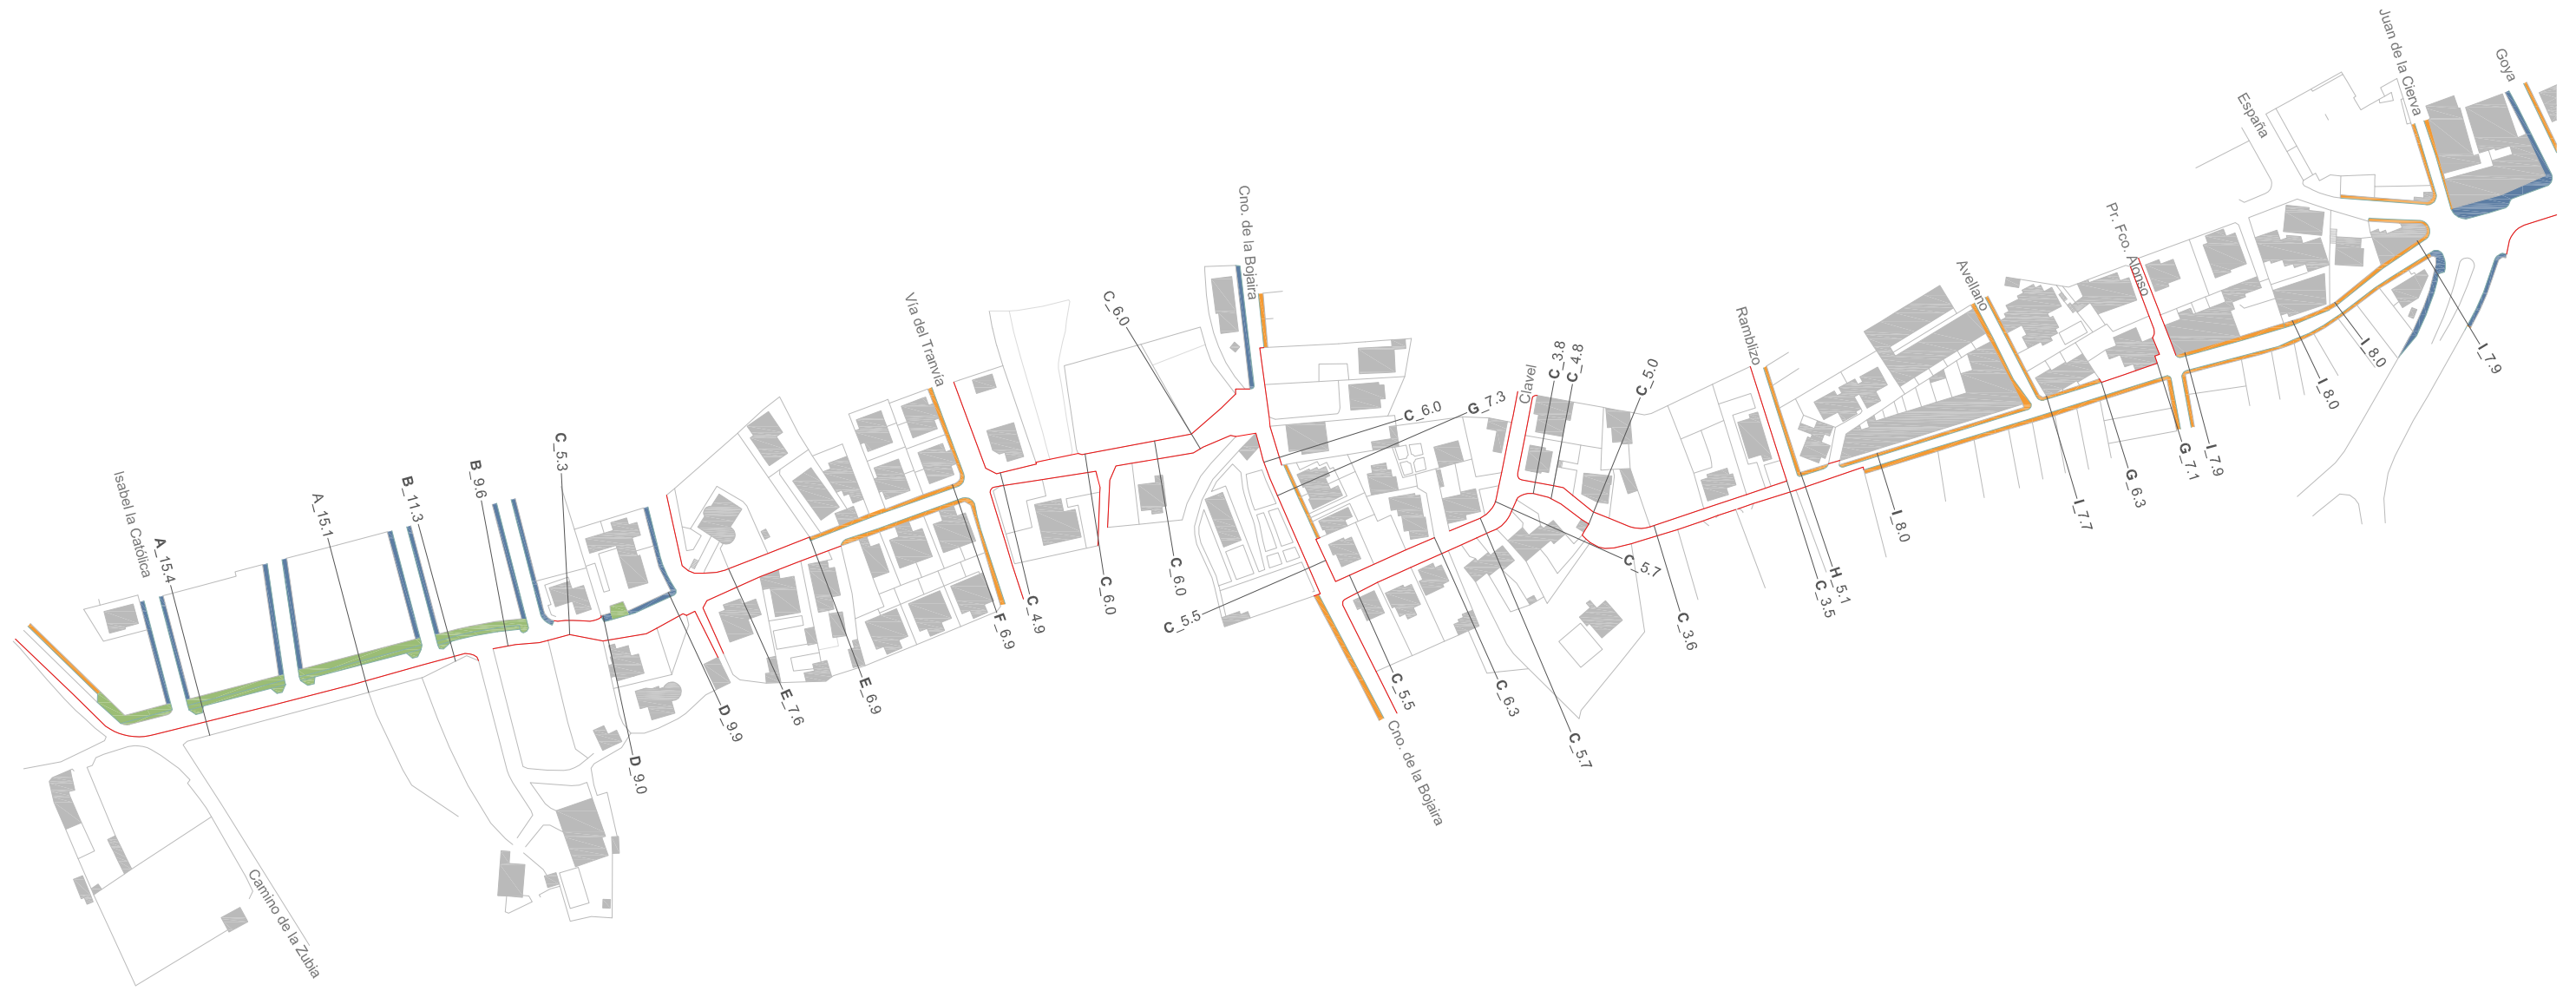 Isabel la Católica
A_15.4
A_15.1
B_11.3
B_9.6
C_5.3
D_9.0
D_9.9
E_7.6
E_6.9
Vía del Tranvía
F_6.9
C_4.9
C_6.0
C_6.0
C_6.0
Cno. de la Bojaira
C_6.0
G_7.3
C_5.5
C_5.5
Cno. de la Bojaira
C_6.3
C_5.7
Clavel
C_3.8
C_4.8
C_5.0
C_5.7
C_3.6
Ramblizo
H_5.1
C_3.5
I_8.0
Avellano
I_7.7
G_6.3
Pr. Fco. Alonso
G_7.1
I_7.9
I_8.0
I_8.0
I_7.9
España
Juan de la Cierva
Goya
Camino de la Zubia